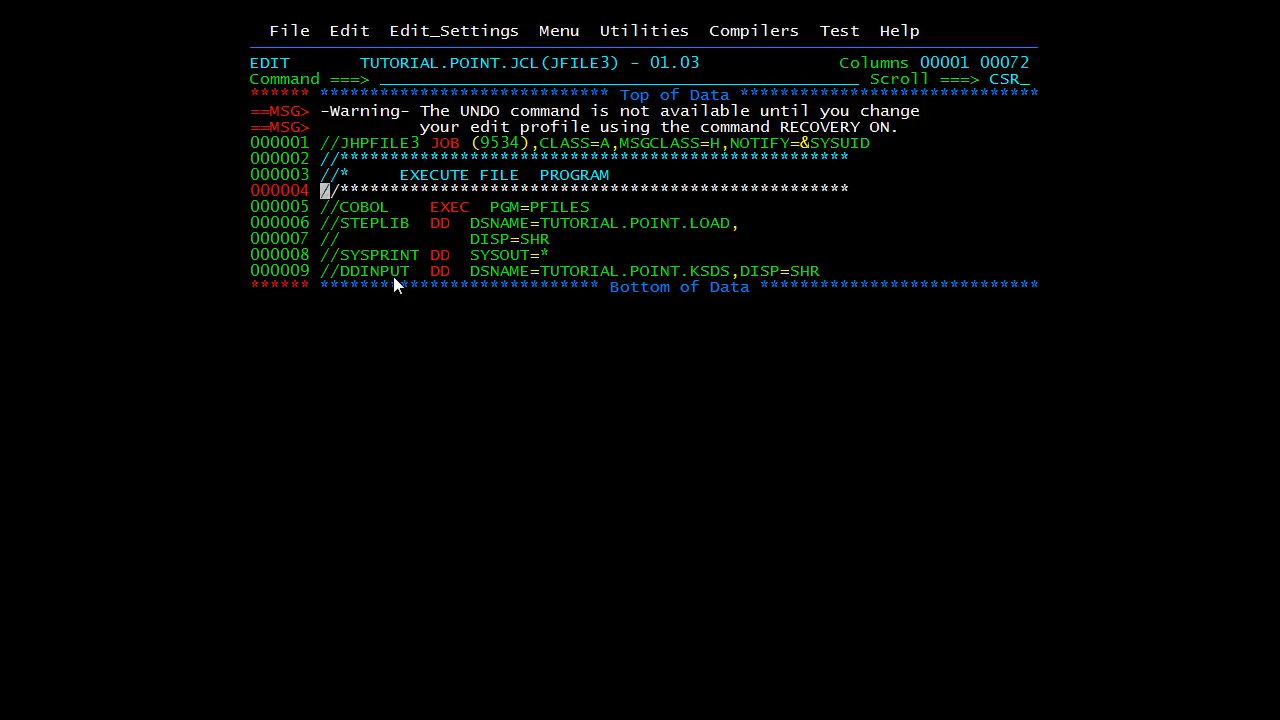 File  Edit  Edit_Settings  Menu  Utilities  Compilers  Test  Help
EDIT       TUTORIAL.POINT.JCL(JFILE3) - 01.03              Columns 00001 00072
Command ===> ________________________________________________ Scroll ===> CSR_
****** ***************************** Top of Data ******************************
==MSG> -Warning- The UNDO command is not available until you change
==MSG>           your edit profile using the command RECOVERY ON.
000001 //JHPFILE3 JOB (9534),CLASS=A,MSGCLASS=H,NOTIFY=&SYSUID
000002 //***************************************************
000003 //*     EXECUTE FILE  PROGRAM
000004 //***************************************************
000005 //COBOL    EXEC  PGM=PFILES
000006 //STEPLIB  DD  DSNAME=TUTORIAL.POINT.LOAD,
000007 //             DISP=SHR
000008 //SYSPRINT DD  SYSOUT=*
000009 //DDINPUT  DD  DSNAME=TUTORIAL.POINT.KSDS,DISP=SHR
****** **************************** Bottom of Data ****************************